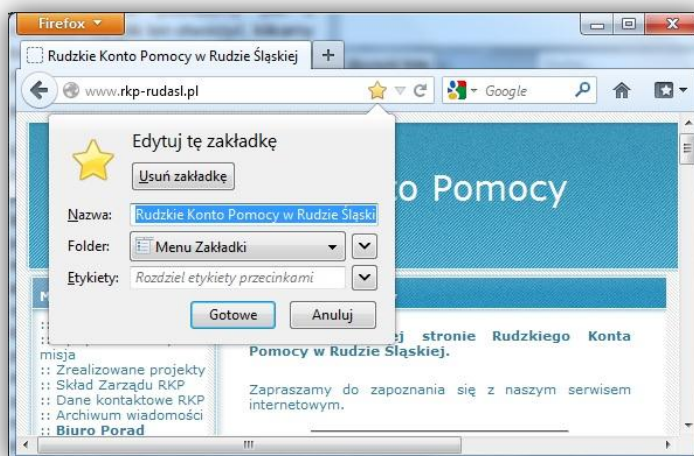 Firefox
Rudzkie Konto Pomocy w Rudzie Śląskiej
www.rkp-rudasl.pl
Google
Edytuj tę zakładkę
Usuń zakładkę
Nazwa: Rudzkie Konto Pomocy w Rudzie Śląski
Folder: Menu Zakładki
Etykiety: Rozdziel etykiety przecinkami
Gotowe Anuluj
to Pomocy
M
ej stronie Rudzkiego Konta
Pomocy w Rudzie Śląskiej.
Zapraszamy do zapoznania się z naszym serwisem
internetowym.
::
::
misja
:: Zrealizowane projekty
:: Skład Zarządu RKP
:: Dane kontaktowe RKP
:: Archiwum wiadomości
:: Biuro Porad